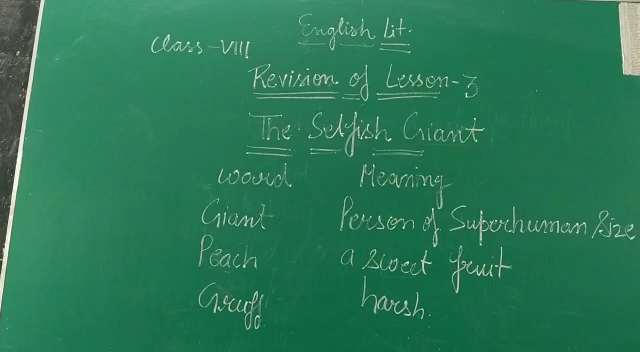 English Lit.
Class-VIII
Revision of Lesson-3
The Selfish Giant
Woord Meaning
Giant Person of Superhuman/Size
Peach a sweet fruit
Gruff harsh.